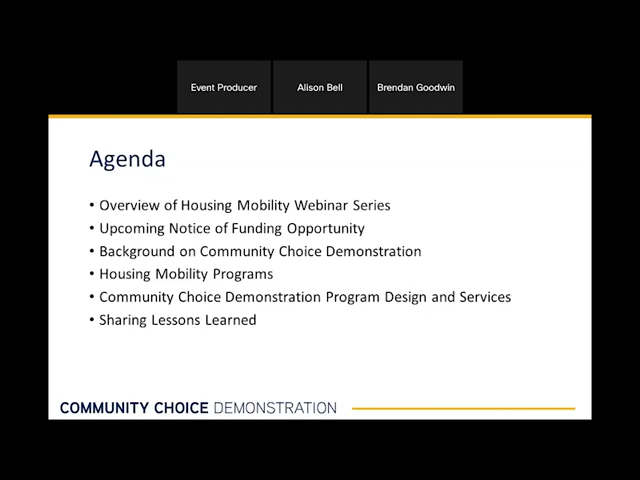 Event Producer
Alison Bell
Brendan Goodwin
Agenda
• Overview of Housing Mobility Webinar Series
• Upcoming Notice of Funding Opportunity
• Background on Community Choice Demonstration
• Housing Mobility Programs
• Community Choice Demonstration Program Design and Services
• Sharing Lessons Learned
COMMUNITY CHOICE DEMONSTRATION